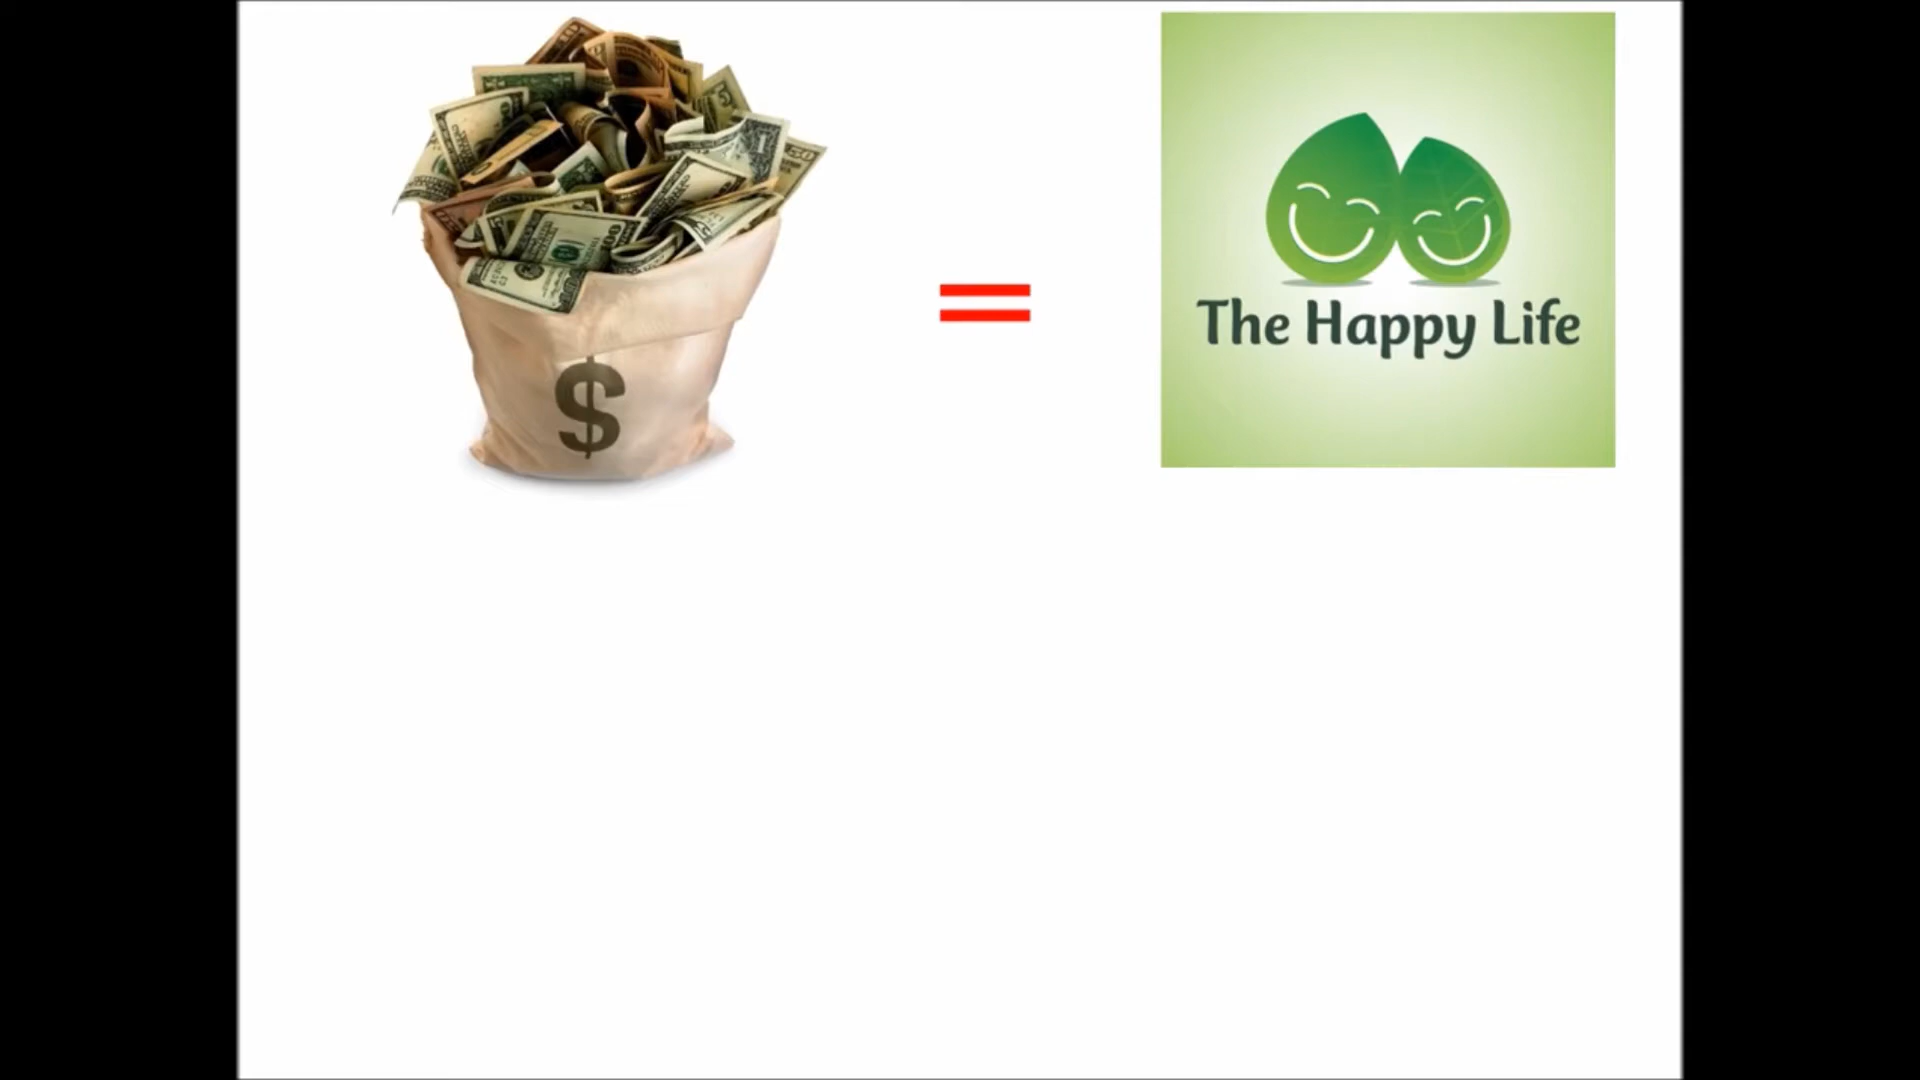 $
=
The Happy Life